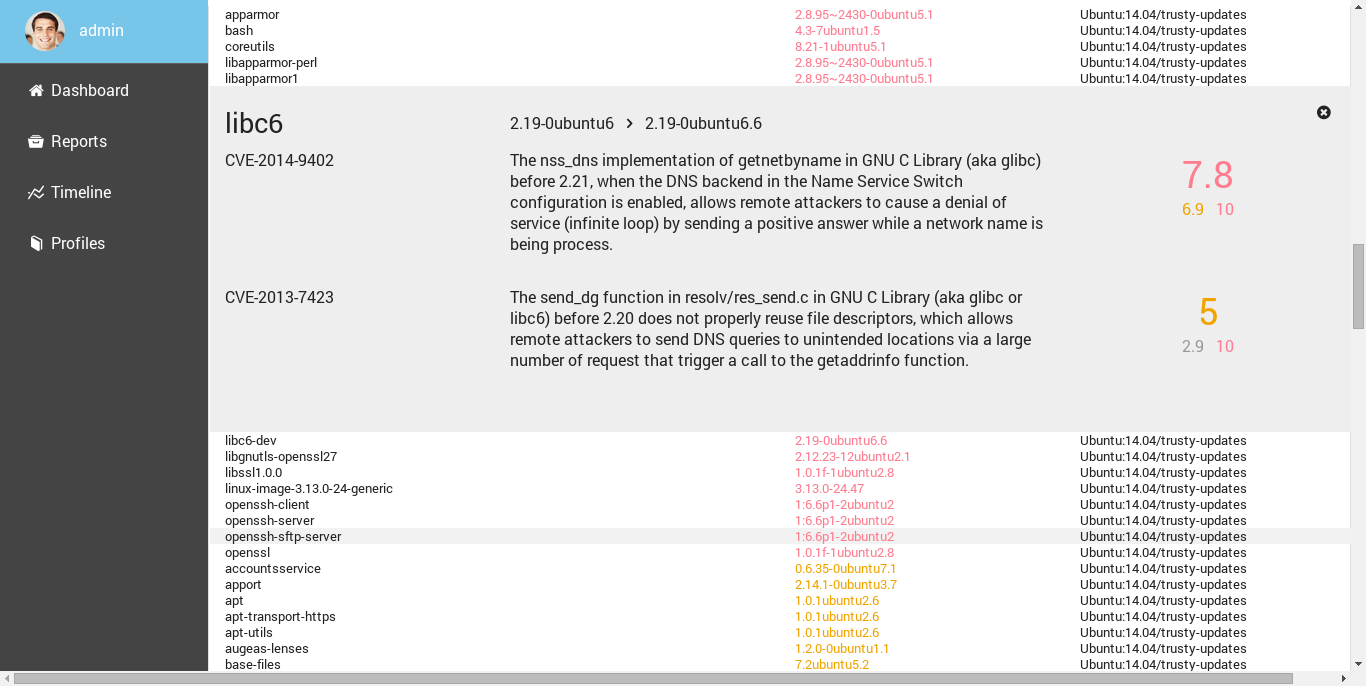 admin
Dashboard
Reports
Timeline
Profiles
apparmor 2.8.95~2430-0ubuntu5.1 Ubuntu:14.04/trusty-updates
bash 4.3-7ubuntu1.5 Ubuntu:14.04/trusty-updates
coreutils 8.21-1ubuntu5.1 Ubuntu:14.04/trusty-updates
libapparmor-perl 2.8.95~2430-0ubuntu5.1 Ubuntu:14.04/trusty-updates
libapparmor1 2.8.95~2430-0ubuntu5.1 Ubuntu:14.04/trusty-updates
libc6 2.19-0ubuntu6 > 2.19-0ubuntu6.6
CVE-2014-9402
The nss_dns implementation of getnetbyname in GNU C Library (aka glibc)
before 2.21, when the DNS backend in the Name Service Switch
configuration is enabled, allows remote attackers to cause a denial of
service (infinite loop) by sending a positive answer while a network name is
being process.
7.8
6.9 10
CVE-2013-7423
The send_dg function in resolv/res_send.c in GNU C Library (aka glibc or
libc6) before 2.20 does not properly reuse file descriptors, which allows
remote attackers to send DNS queries to unintended locations via a large
number of request that trigger a call to the getaddrinfo function.
5
2.9 10
libc6-dev 2.19-0ubuntu6.6 Ubuntu:14.04/trusty-updates
libgnutls-openssl27 2.12.23-12ubuntu2.1 Ubuntu:14.04/trusty-updates
libssl1.0.0 1.0.1f-1ubuntu2.8 Ubuntu:14.04/trusty-updates
linux-image-3.13.0-24-generic 3.13.0-24.47 Ubuntu:14.04/trusty-updates
openssh-client 1:6.6p1-2ubuntu2 Ubuntu:14.04/trusty-updates
openssh-server 1:6.6p1-2ubuntu2 Ubuntu:14.04/trusty-updates
openssh-sftp-server 1:6.6p1-2ubuntu2 Ubuntu:14.04/trusty-updates
openssl 1.0.1f-1ubuntu2.8 Ubuntu:14.04/trusty-updates
accountsservice 0.6.35-0ubuntu7.1 Ubuntu:14.04/trusty-updates
apport 2.14.1-0ubuntu3.7 Ubuntu:14.04/trusty-updates
apt 1.0.1ubuntu2.6 Ubuntu:14.04/trusty-updates
apt-transport-https 1.0.1ubuntu2.6 Ubuntu:14.04/trusty-updates
apt-utils 1.0.1ubuntu2.6 Ubuntu:14.04/trusty-updates
augeas-lenses 1.2.0-0ubuntu1.1 Ubuntu:14.04/trusty-updates
base-files 7.2ubuntu5.2 Ubuntu:14.04/trusty-updates